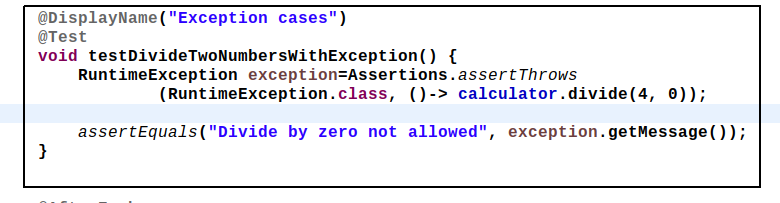 @DisplayName("Exception cases")
@Test
void testDivideTwoNumbersWithException() {
RuntimeException exception=Assertions.assertThrows
(RuntimeException.class, ()-> calculator.divide(4, 0));
assertEquals("Divide by zero not allowed", exception.getMessage());
}